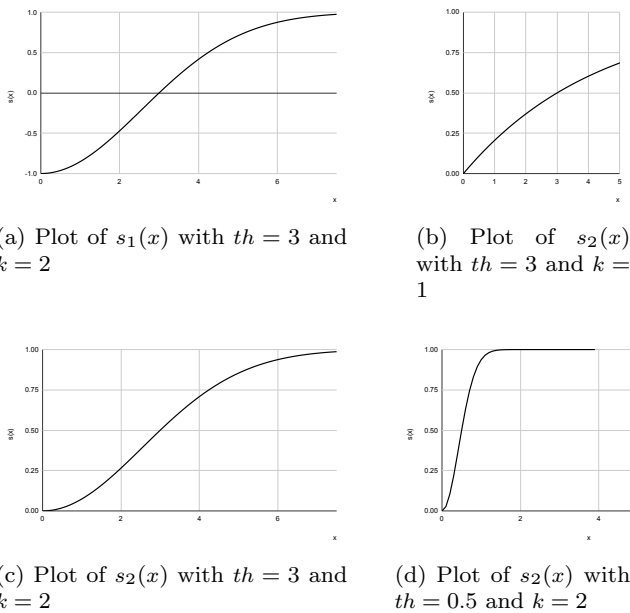 1.0
0.5
0.0
-0.5
-1.0
s(x)
0
2
4
6
x
(a) Plot of s₁(x) with th = 3 and
k = 2
1.00
0.75
0.50
0.25
0.00
s(x)
0
1
2
3
4
5
x
(b) Plot of s₂(x)
with th = 3 and k =
1
1.00
0.75
0.50
0.25
0.00
s(x)
0
2
4
6
x
(c) Plot of s₂(x) with th = 3 and
k = 2
1.00
0.75
0.50
0.25
0.00
s(x)
0
2
4
x
(d) Plot of s₂(x) with
th = 0.5 and k = 2